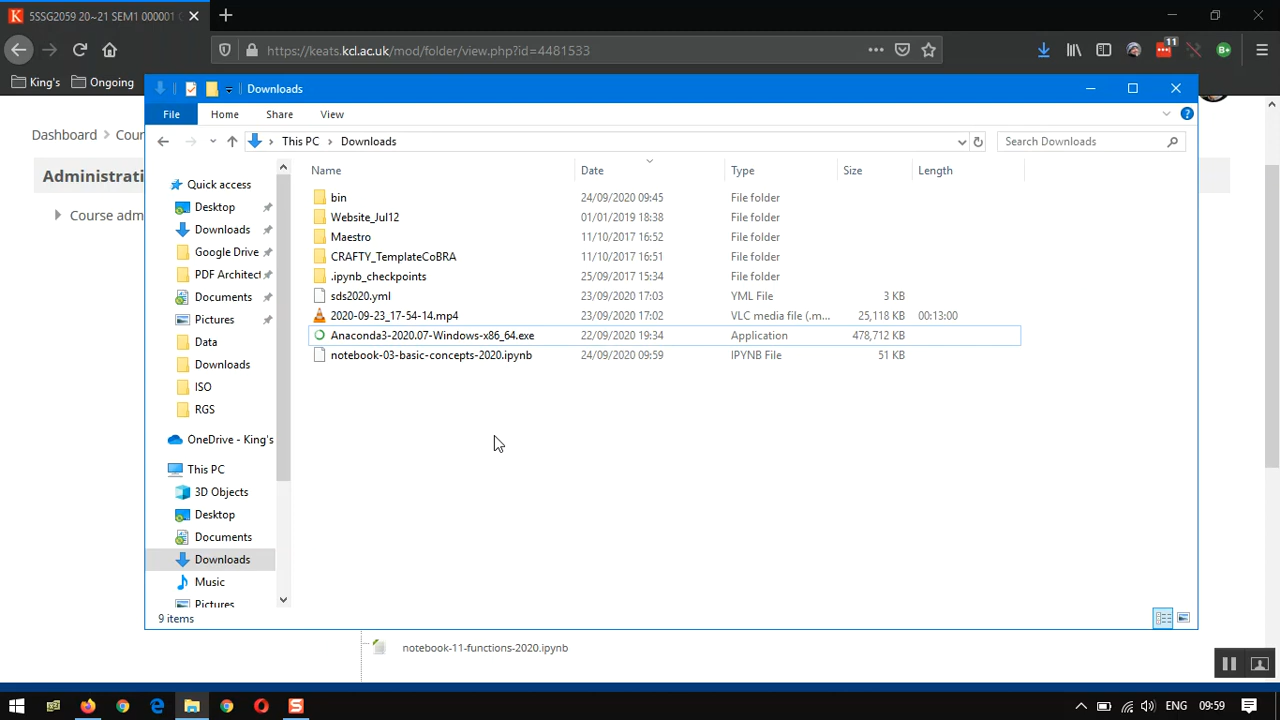 5SSG2059 20~21 SEM1 000001
https://keats.kcl.ac.uk/mod/folder/view.php?id=4481533
11
King's
Ongoing
Downloads
File
Home
Share
View
This PC
Downloads
Search Downloads
Dashboard
Cour
Administrati
Course adm
Name
Date
Type
Size
Length
bin
24/09/2020 09:45
File folder
Website_Jul12
01/01/2019 18:38
File folder
Maestro
11/10/2017 16:52
File folder
CRAFTY_TemplateCoBRA
11/10/2017 16:51
File folder
.ipynb_checkpoints
25/09/2017 15:34
File folder
sds2020.yml
23/09/2020 17:03
YML File
3 KB
2020-09-23_17-54-14.mp4
23/09/2020 17:02
VLC media file (.m...
25,118 KB
00:13:00
Anaconda3-2020.07-Windows-x86_64.exe
22/09/2020 19:34
Application
478,712 KB
notebook-03-basic-concepts-2020.ipynb
24/09/2020 09:59
IPYNB File
51 KB
Quick access
Desktop
Downloads
Google Drive
PDF Architect
Documents
Pictures
Data
Downloads
ISO
RGS
OneDrive - King's
This PC
3D Objects
Desktop
Documents
Downloads
Music
Pictures
9 items
notebook-11-functions-2020.ipynb
ENG
09:59